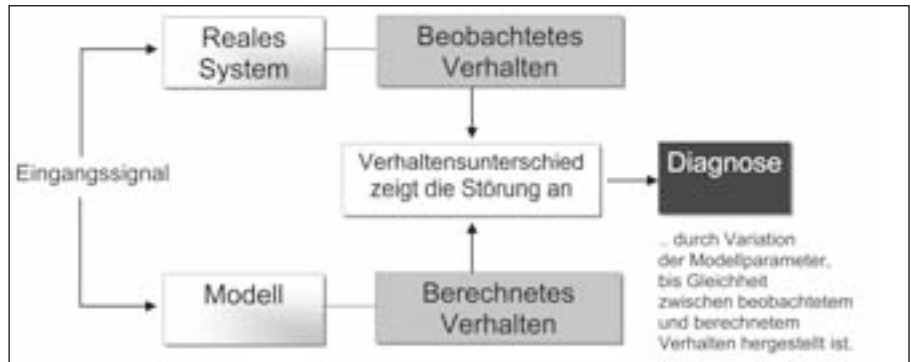 Reales
System
Beobachtetes
Verhalten
Eingangssignal
Verhaltensunterschied
zeigt die Störung an
Diagnose
.. durch Variation
der Modellparameter,
bis Gleichheit
zwischen beobachtetem
und berechnetem
Verhalten hergestellt ist.
Modell
Berechnetes
Verhalten